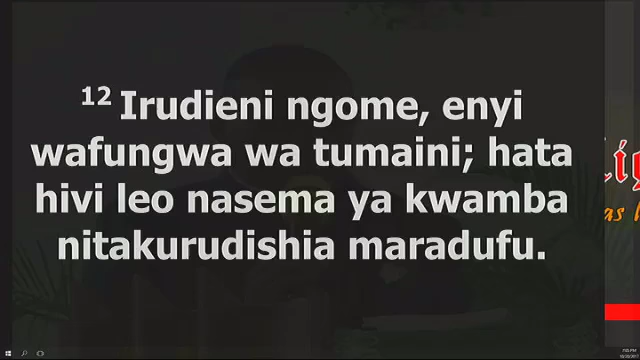 12 Irudieni ngome, enyi
wafungwa wa tumaini; hata
hivi leo nasema ya kwamba
nitakurudishia maradufu.